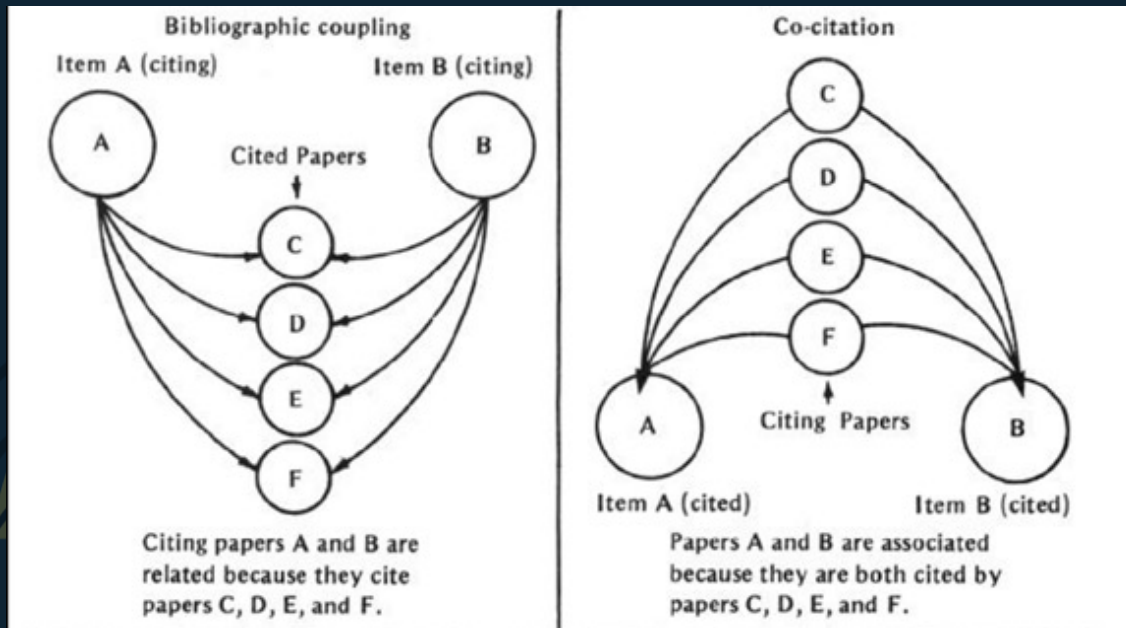 Bibliographic coupling
Item A (citing)
Item B (citing)
A
B
Cited Papers
C
D
E
F
Citing papers A and B are
related because they cite
papers C, D, E, and F.
Co-citation
C
D
E
F
A
Citing Papers
B
Item A (cited)
Item B (cited)
Papers A and B are associated
because they are both cited by
papers C, D, E, and F.